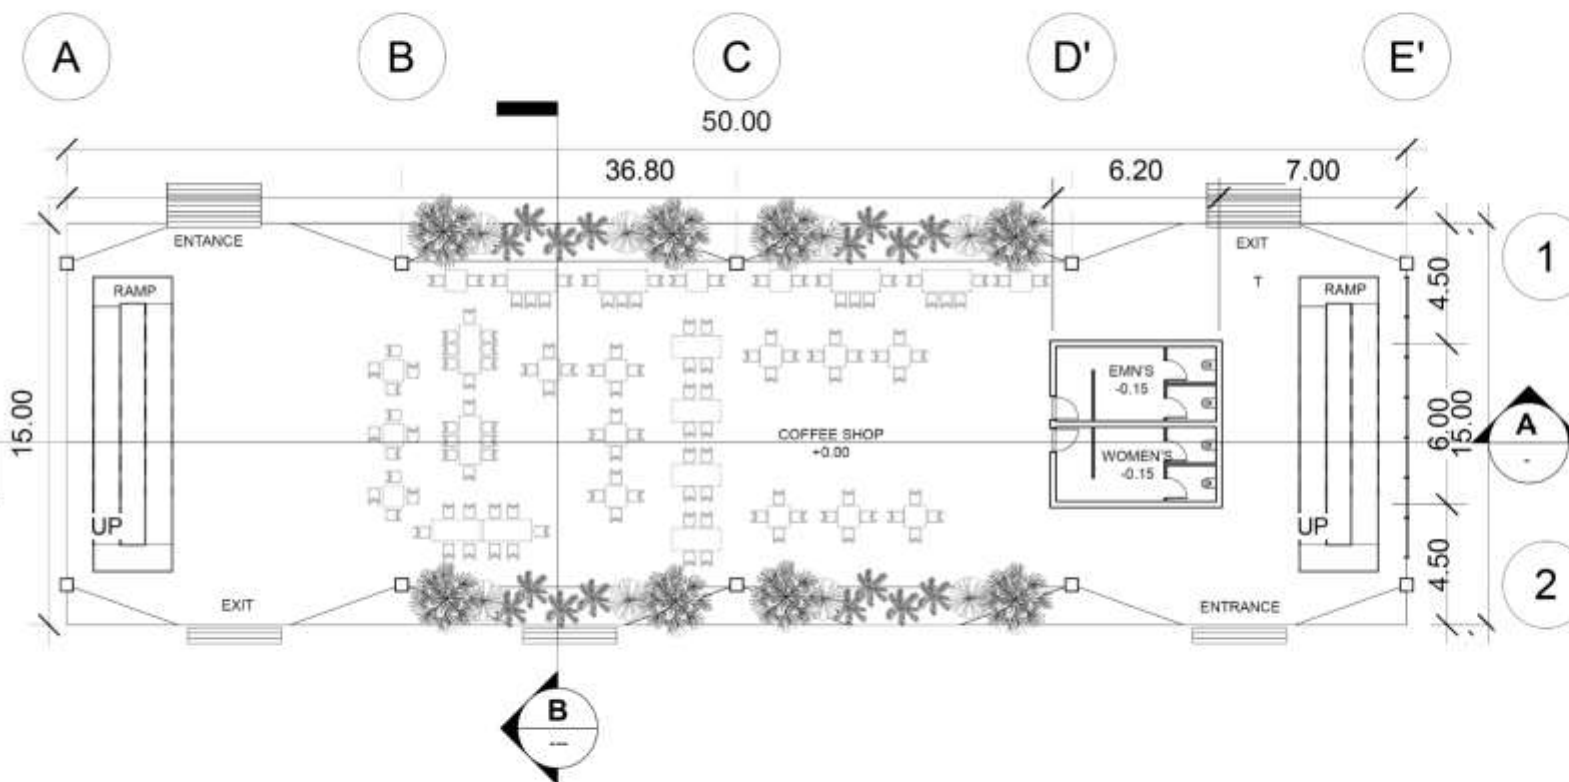 A B C D' E'
50.00
36.80 6.20 7.00
ENTANCE
EXIT
1
T
RAMP
RAMP
4.50
EMN'S
-0.15
15.00
COFFEE SHOP
+0.00
6.00
15.00
A
-
WOMEN'S
-0.15
UP
UP
4.50
2
EXIT
ENTRANCE
B
---